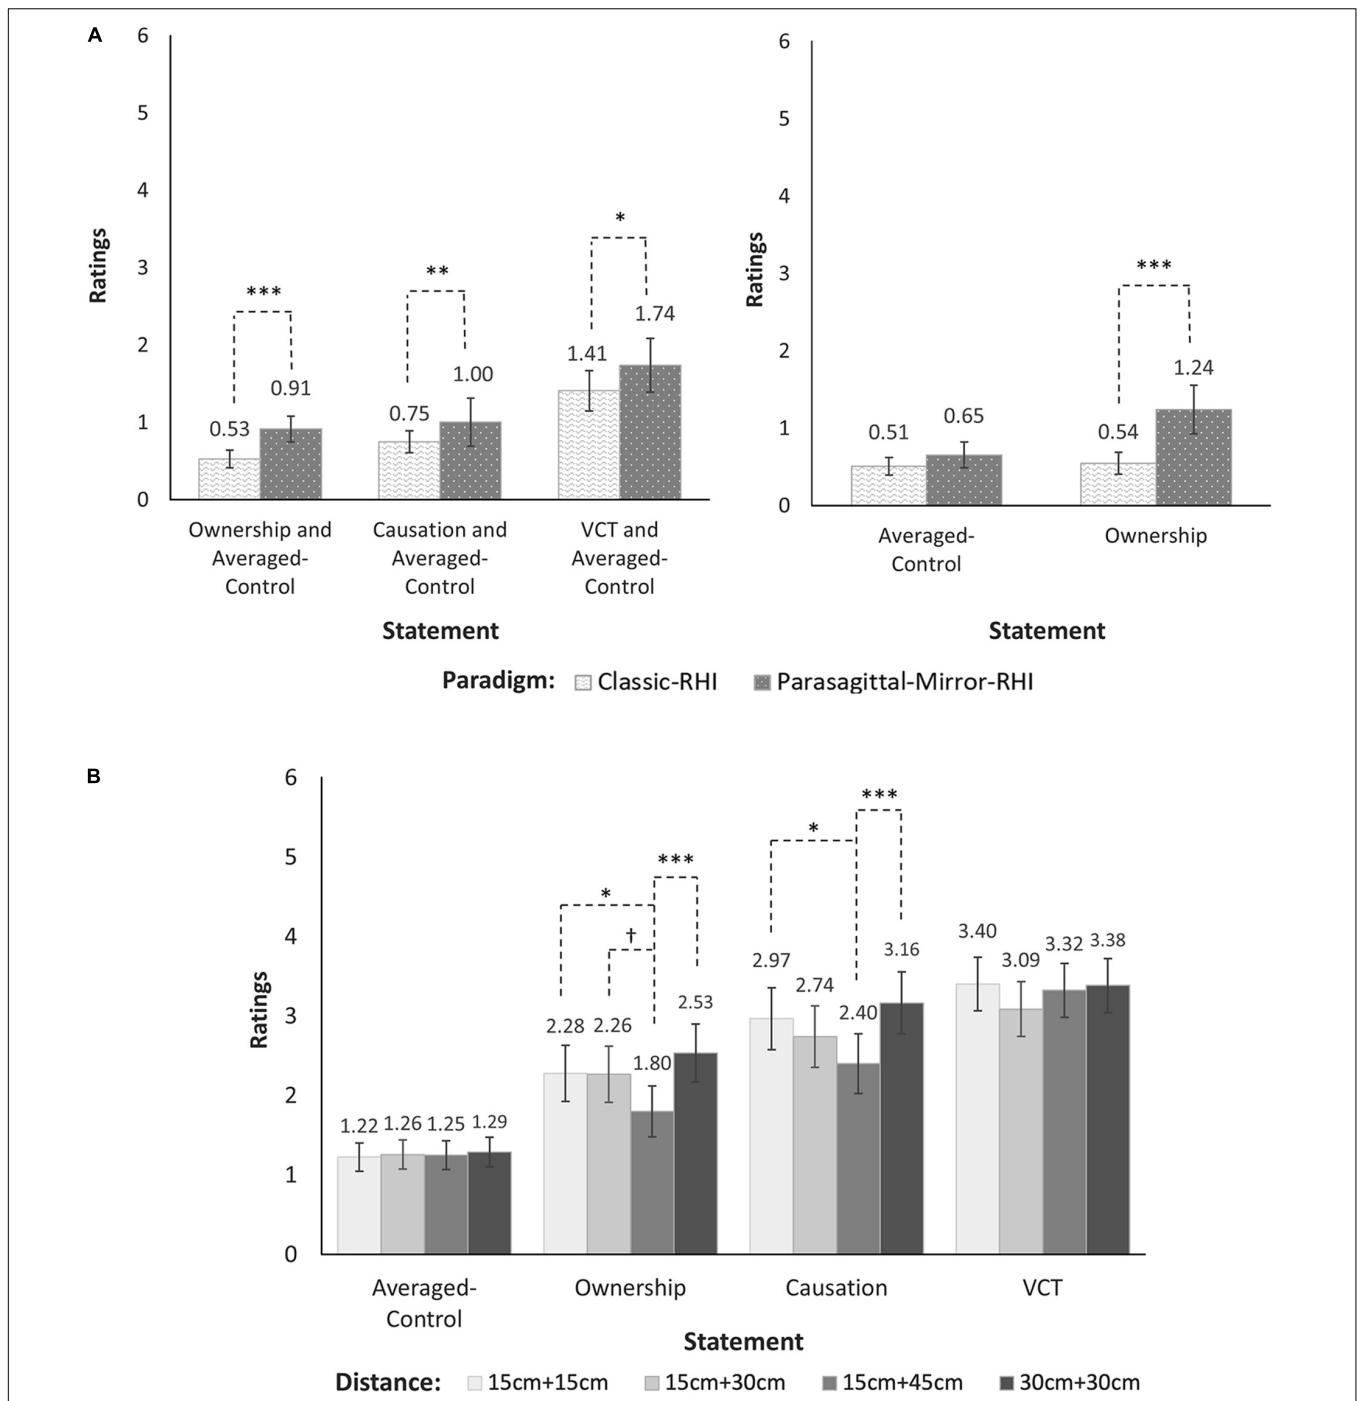 A
6
5
4
3
2
1
0
Ratings
***
**
*
0.53
0.91
0.75
1.00
1.41
1.74
Ownership and
Averaged-
Control
Causation and
Averaged-
Control
VCT and
Averaged-
Control
Statement
6
5
4
3
2
1
0
Ratings
***
0.51
0.65
0.54
1.24
Averaged-
Control
Ownership
Statement
Paradigm: Classic-RHI Parasagittal-Mirror-RHI
B
6
5
4
3
2
1
0
Ratings
*
†
***
*
***
1.22 1.26 1.25 1.29
2.28 2.26 1.80 2.53
2.97 2.74 2.40 3.16
3.40 3.09 3.32 3.38
Averaged-
Control
Ownership
Causation
VCT
Statement
Distance: 15cm+15cm 15cm+30cm 15cm+45cm 30cm+30cm